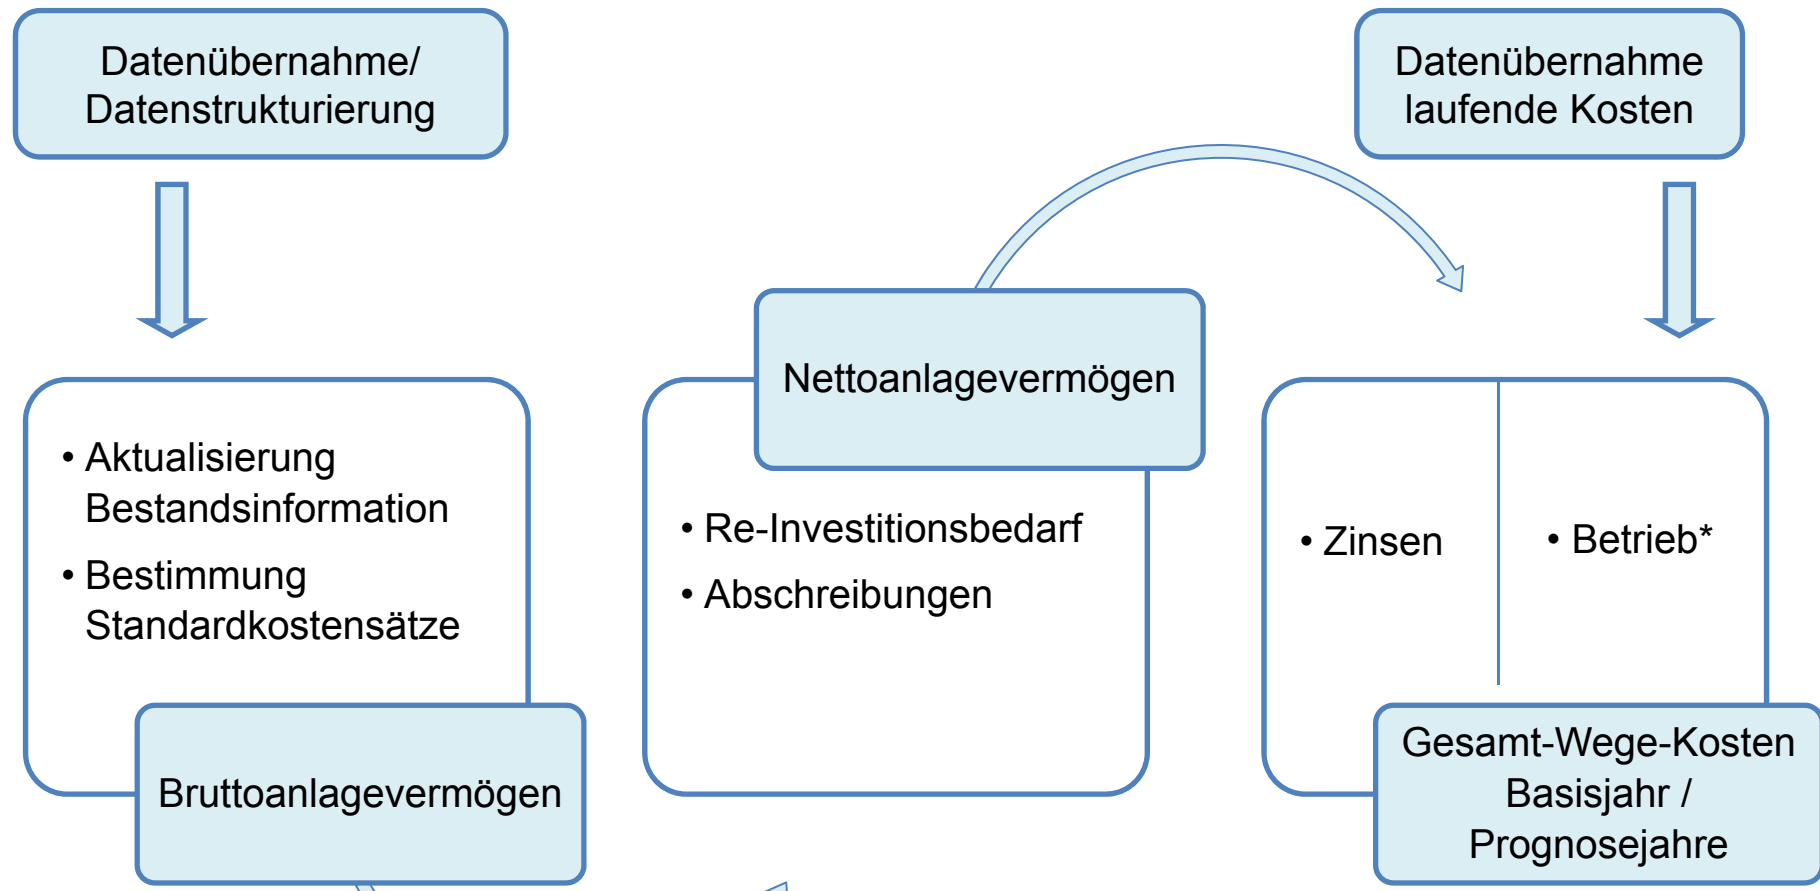 Datenübernahme/
Datenstrukturierung
Datenübernahme
laufende Kosten
• Aktualisierung
Bestandsinformation
• Bestimmung
Standardkostensätze
Bruttoanlagevermögen
Nettoanlagevermögen
• Re-Investitionsbedarf
• Abschreibungen
• Zinsen
• Betrieb*
Gesamt-Wege-Kosten
Basisjahr /
Prognosejahre